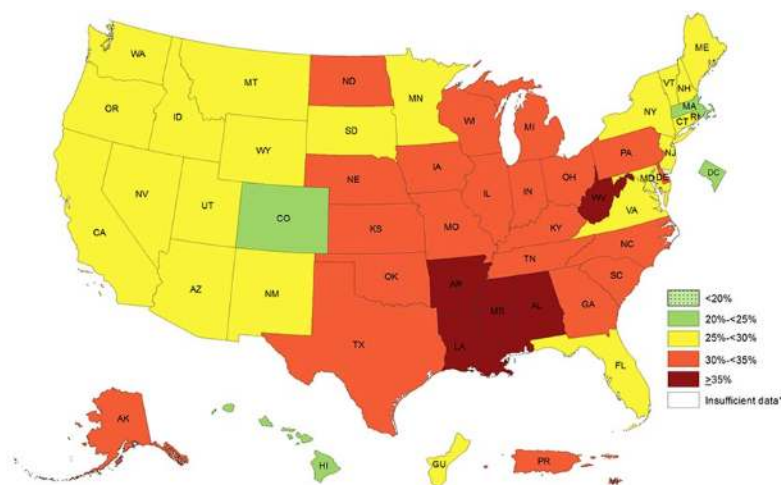 WA
ME
MT
ND
VT
NH
OR
MN
ID
SD
WI
MI
NY
MA
CT
RI
WY
NE
IA
PA
NJ
NV
UT
CO
IL
IN
OH
MD
DE
DC
CA
KS
MO
WV
VA
KY
AZ
NM
OK
AR
TN
NC
SC
MS
AL
GA
TX
LA
FL
<20%
20%-<25%
25%-<30%
30%-<35%
≥35%
Insufficient data*
AK
HI
GU
PR
VI